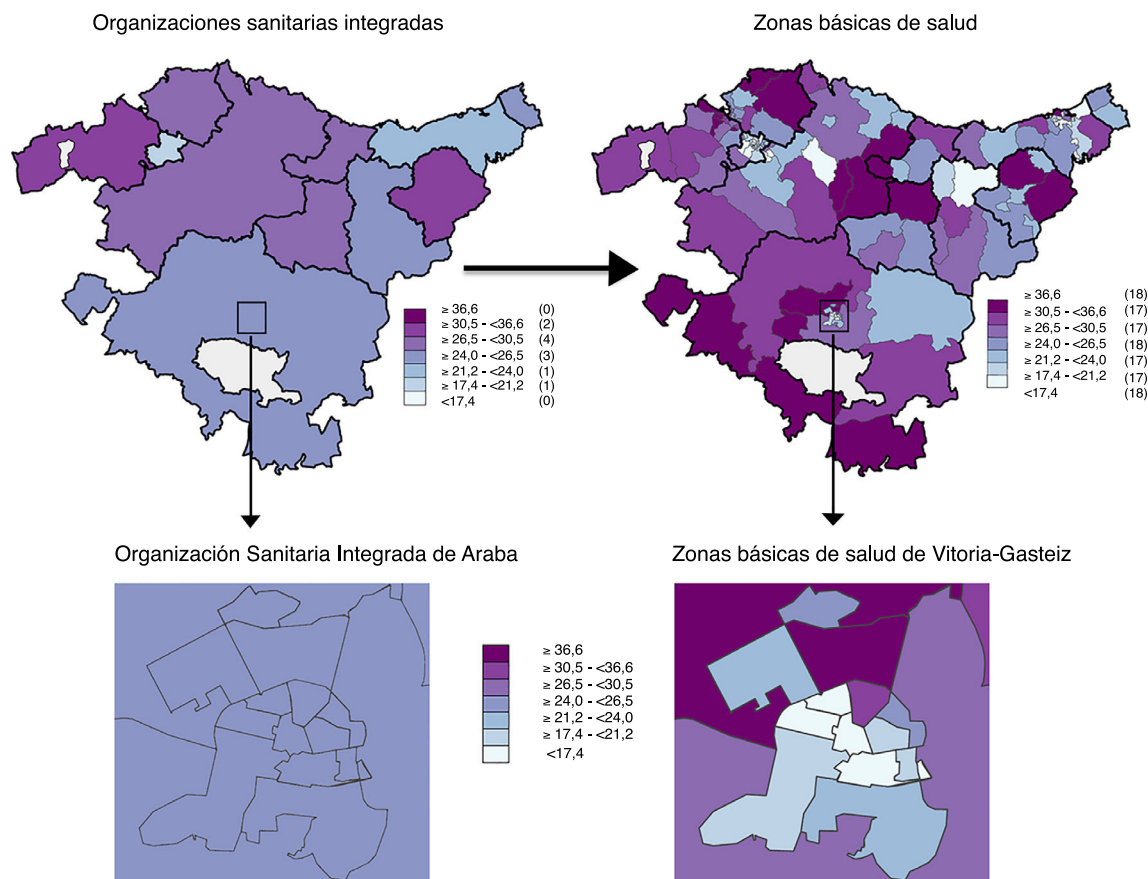 Organizaciones sanitarias integradas
Zonas básicas de salud
≥ 36,6 (0)
≥ 30,5 - <36,6 (2)
≥ 26,5 - <30,5 (4)
≥ 24,0 - <26,5 (3)
≥ 21,2 - <24,0 (1)
≥ 17,4 - <21,2 (1)
<17,4 (0)
≥ 36,6 (18)
≥ 30,5 - <36,6 (17)
≥ 26,5 - <30,5 (17)
≥ 24,0 - <26,5 (18)
≥ 21,2 - <24,0 (17)
≥ 17,4 - <21,2 (17)
<17,4 (18)
Organización Sanitaria Integrada de Araba
Zonas básicas de salud de Vitoria-Gasteiz
≥ 36,6
≥ 30,5 - <36,6
≥ 26,5 - <30,5
≥ 24,0 - <26,5
≥ 21,2 - <24,0
≥ 17,4 - <21,2
<17,4